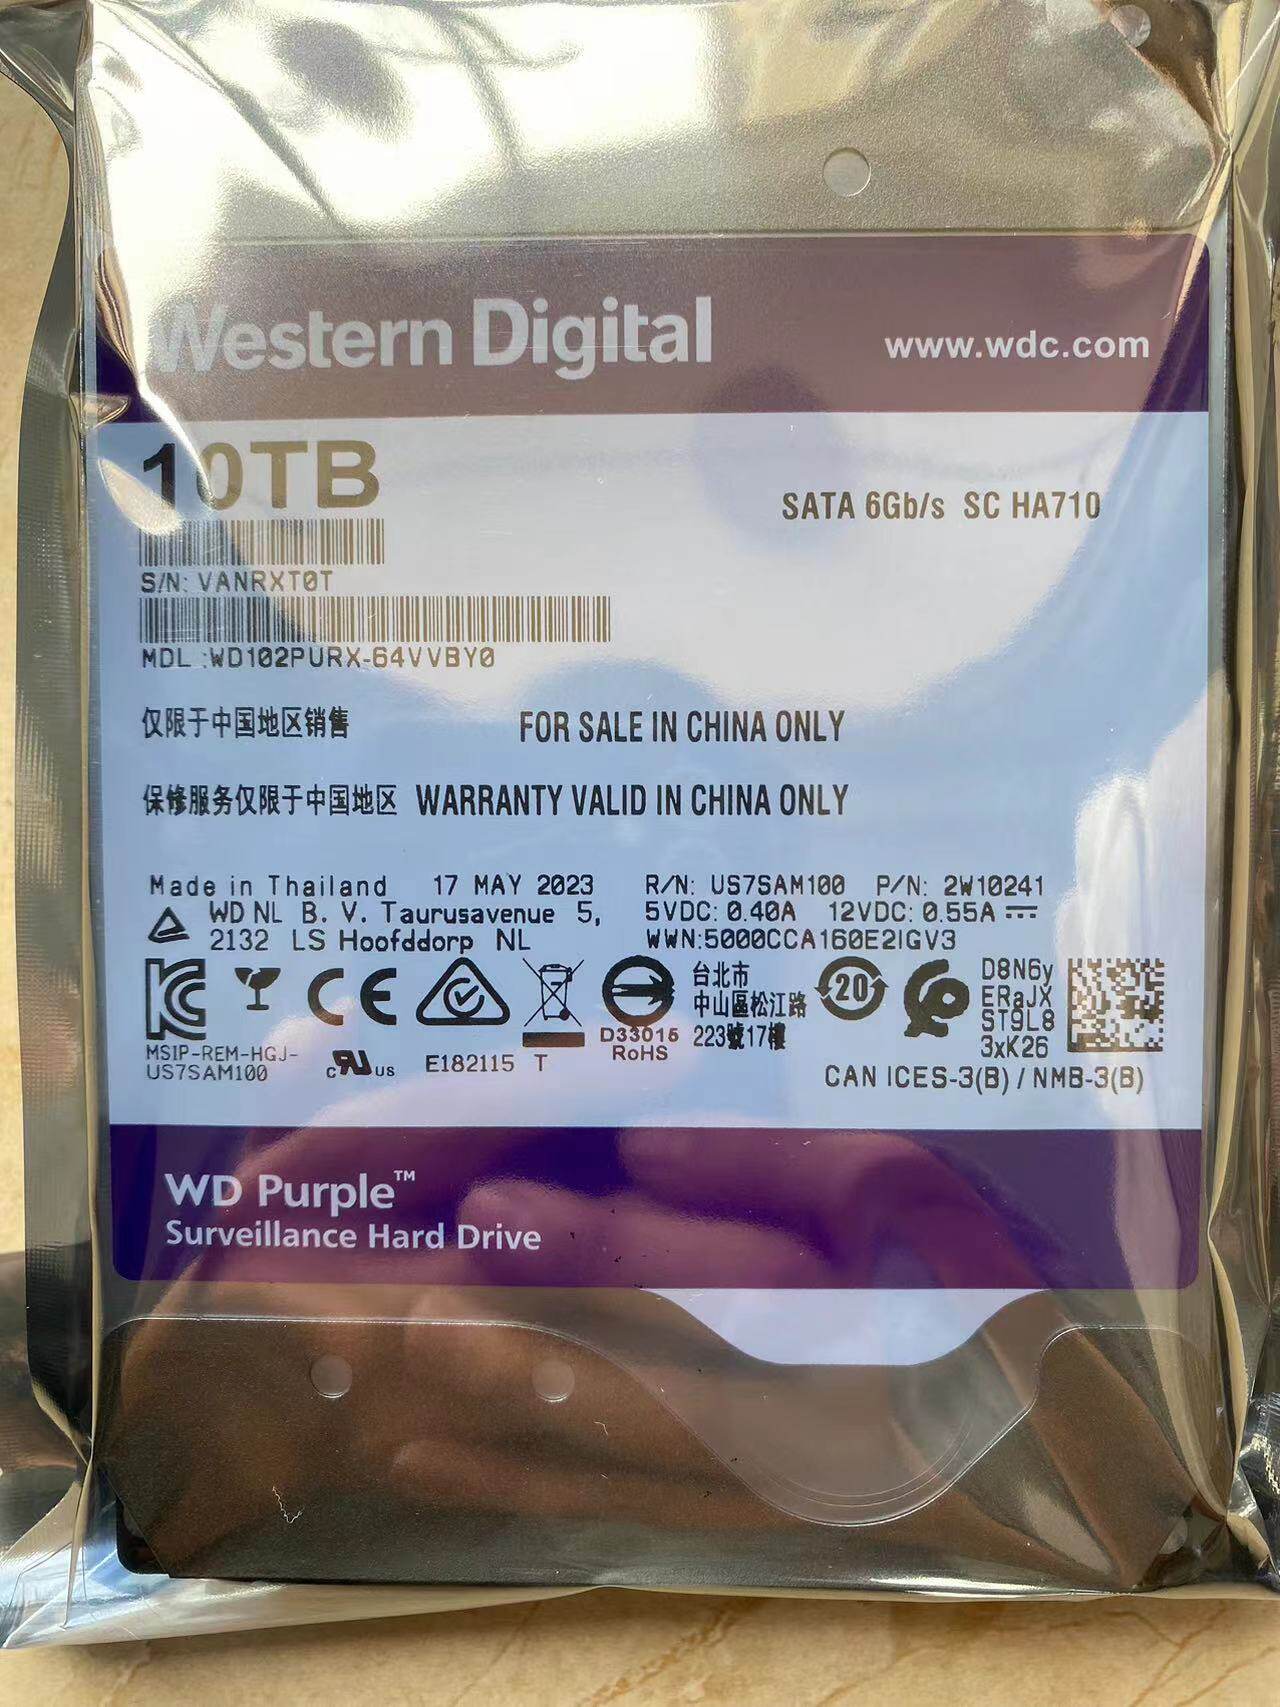 Western Digital
www.wdc.com
10TB
SATA 6Gb/s SC HA710
S/N: VANRXT0T
MDL :WD102PURX-64VVBY0
仅限于中国地区销售 FOR SALE IN CHINA ONLY
保修服务仅限于中国地区 WARRANTY VALID IN CHINA ONLY
Made in Thailand 17 MAY 2023 R/N: US7SAM100 P/N: 2W10241
WD NL B. V. Taurusavenue 5, 5VDC: 0.40A 12VDC: 0.55A
2132 LS Hoofddorp NL WWN:5000CCA160E2IGV3
CE
D33015
RoHS
台北市
中山區松江路
223號17樓
20
D8N6y
ERaJX
ST9L8
3xK26
MSIP-REM-HGJ-
US7SAM100
c RU US E182115 T
CAN ICES-3(B) / NMB-3(B)
WD Purple™
Surveillance Hard Drive